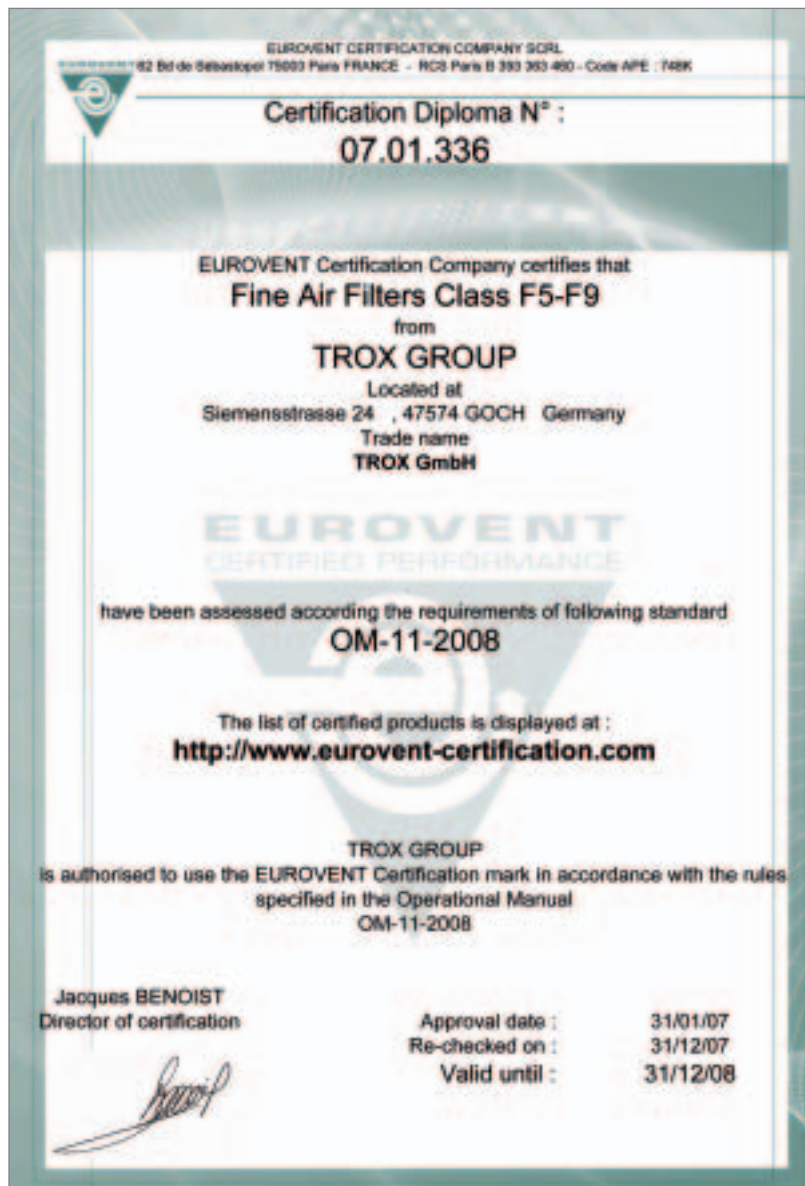 EUROVENT CERTIFICATION COMPANY SCRL
62 Bd de Sébastopol 75003 Paris FRANCE - RCS Paris B 393 363 460 - Code APE : 748K
Certification Diploma N° :
07.01.336
EUROVENT Certification Company certifies that
Fine Air Filters Class F5-F9
from
TROX GROUP
Located at
Siemensstrasse 24 , 47574 GOCH Germany
Trade name
TROX GmbH
EUROVENT
CERTIFIED PERFORMANCE
have been assessed according the requirements of following standard
OM-11-2008
The list of certified products is displayed at :
http://www.eurovent-certification.com
TROX GROUP
is authorised to use the EUROVENT Certification mark in accordance with the rules
specified in the Operational Manual
OM-11-2008
Jacques BENOIST
Director of certification
Approval date : 31/01/07
Re-checked on : 31/12/07
Valid until : 31/12/08